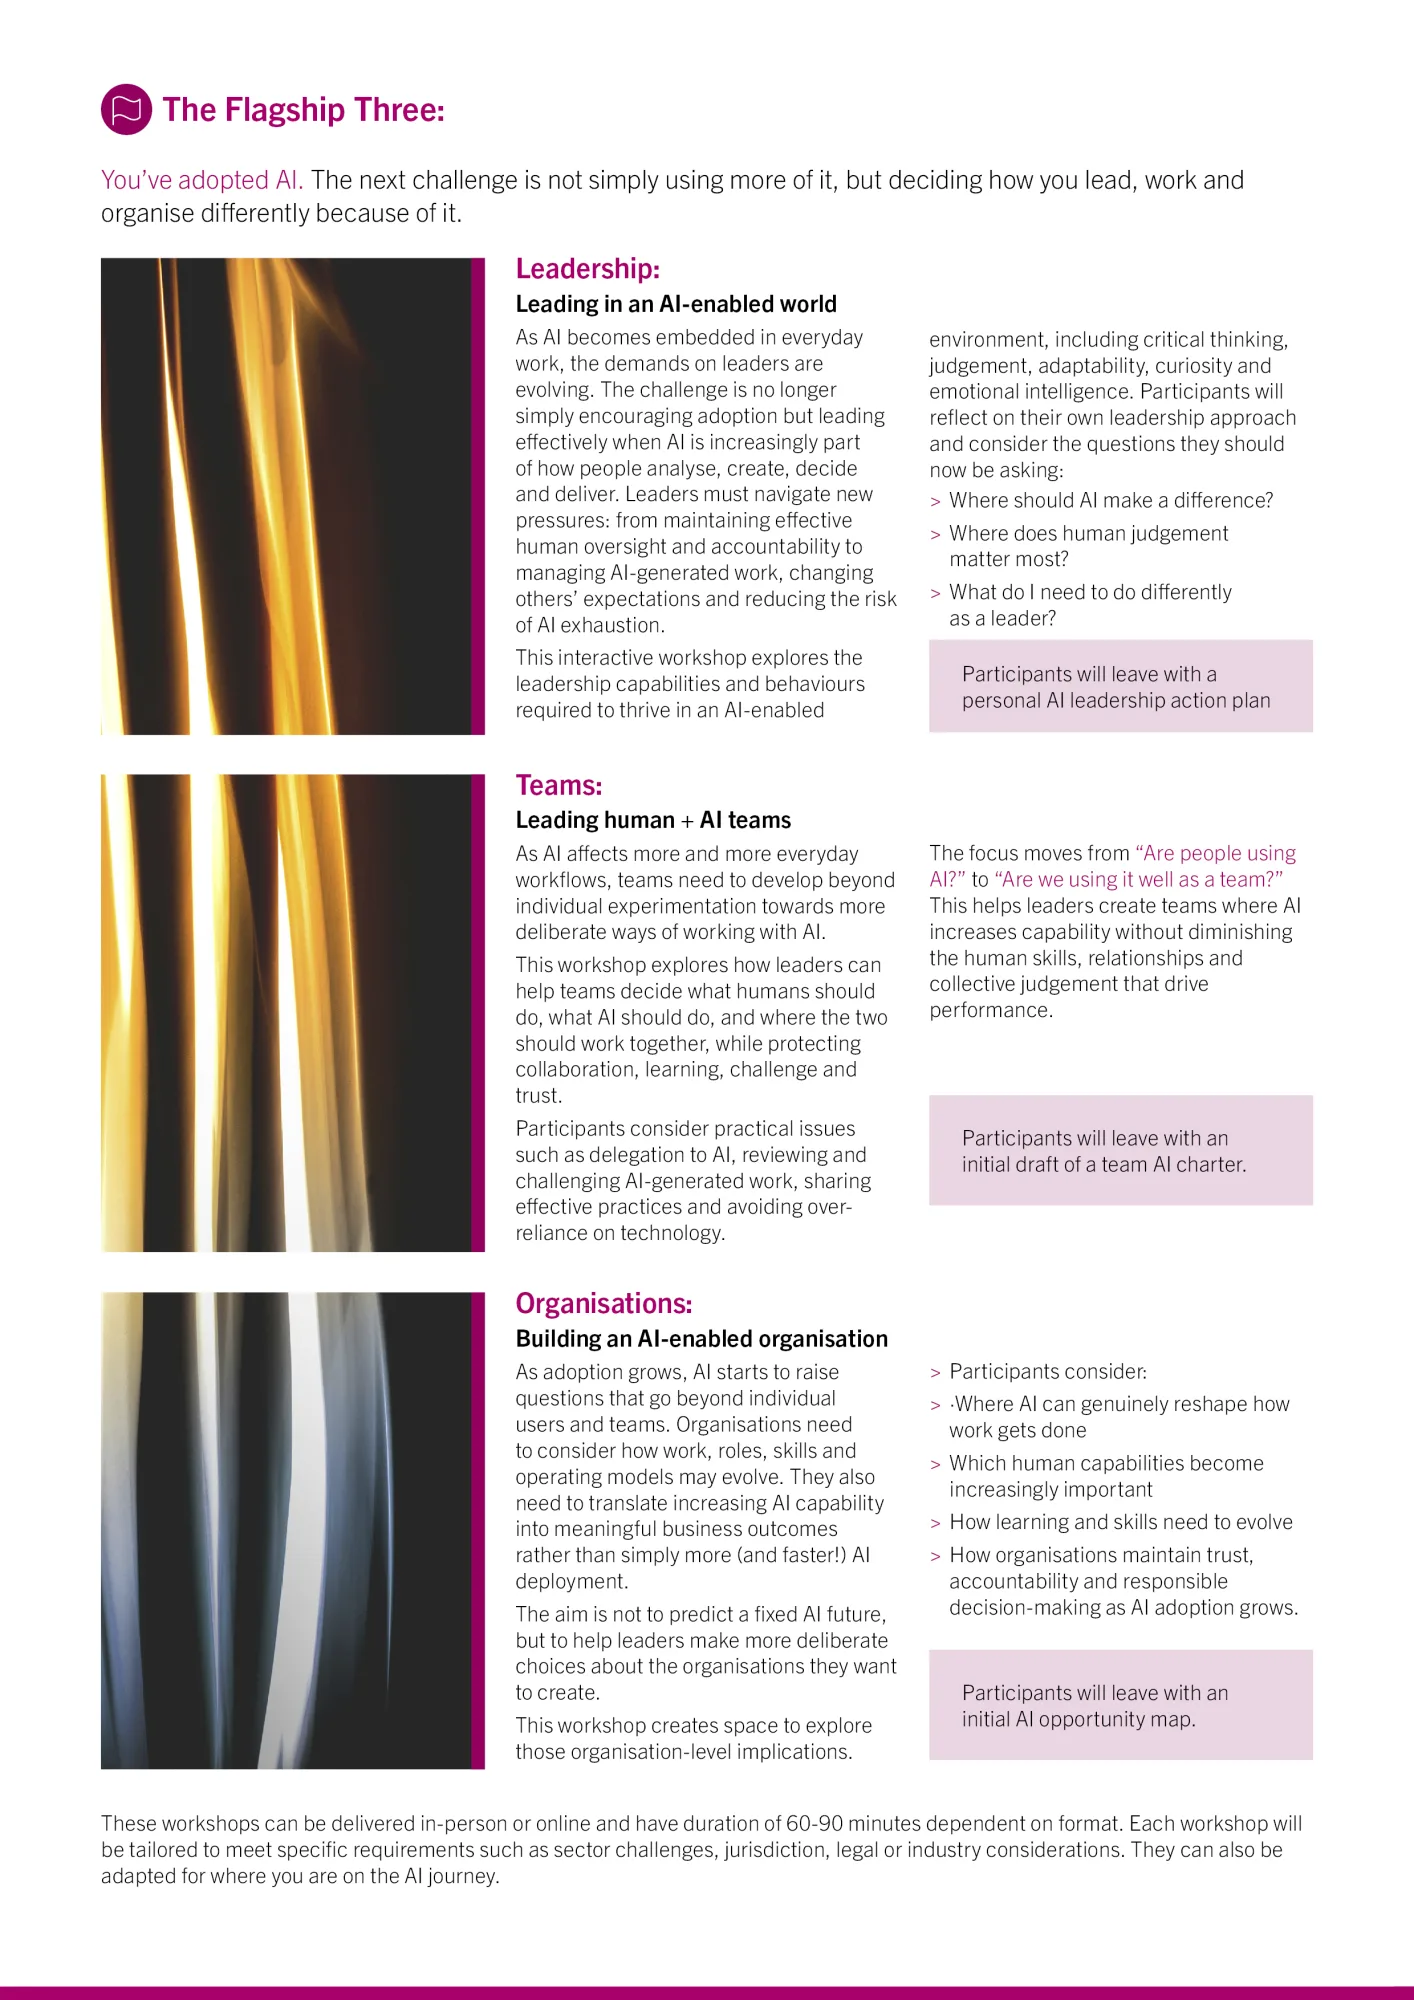 The Flagship Three:
You’ve adopted AI. The next challenge is not simply using more of it, but deciding how you lead, work and
organise differently because of it.
Leadership:
Leading in an AI-enabled world
As AI becomes embedded in everyday
work, the demands on leaders are
evolving. The challenge is no longer
simply encouraging adoption but leading
effectively when AI is increasingly part
of how people analyse, create, decide
and deliver. Leaders must navigate new
pressures: from maintaining effective
human oversight and accountability to
managing AI-generated work, changing
others’ expectations and reducing the risk
of AI exhaustion.
This interactive workshop explores the
leadership capabilities and behaviours
required to thrive in an AI-enabled
environment, including critical thinking,
judgement, adaptability, curiosity and
emotional intelligence. Participants will
reflect on their own leadership approach
and consider the questions they should
now be asking:
> Where should AI make a difference?
> Where does human judgement
matter most?
> What do I need to do differently
as a leader?
Participants will leave with a
personal AI leadership action plan
Teams:
Leading human + AI teams
As AI affects more and more everyday
workflows, teams need to develop beyond
individual experimentation towards more
deliberate ways of working with AI.
This workshop explores how leaders can
help teams decide what humans should
do, what AI should do, and where the two
should work together, while protecting
collaboration, learning, challenge and
trust.
Participants consider practical issues
such as delegation to AI, reviewing and
challenging AI-generated work, sharing
effective practices and avoiding over-
reliance on technology.
The focus moves from “Are people using
AI?” to “Are we using it well as a team?”
This helps leaders create teams where AI
increases capability without diminishing
the human skills, relationships and
collective judgement that drive
performance.
Participants will leave with an
initial draft of a team AI charter.
Organisations:
Building an AI-enabled organisation
As adoption grows, AI starts to raise
questions that go beyond individual
users and teams. Organisations need
to consider how work, roles, skills and
operating models may evolve. They also
need to translate increasing AI capability
into meaningful business outcomes
rather than simply more (and faster!) AI
deployment.
The aim is not to predict a fixed AI future,
but to help leaders make more deliberate
choices about the organisations they want
to create.
This workshop creates space to explore
those organisation-level implications.
> Participants consider:
> ·Where AI can genuinely reshape how
work gets done
> Which human capabilities become
increasingly important
> How learning and skills need to evolve
> How organisations maintain trust,
accountability and responsible
decision-making as AI adoption grows.
Participants will leave with an
initial AI opportunity map.
These workshops can be delivered in-person or online and have duration of 60-90 minutes dependent on format. Each workshop will
be tailored to meet specific requirements such as sector challenges, jurisdiction, legal or industry considerations. They can also be
adapted for where you are on the AI journey.